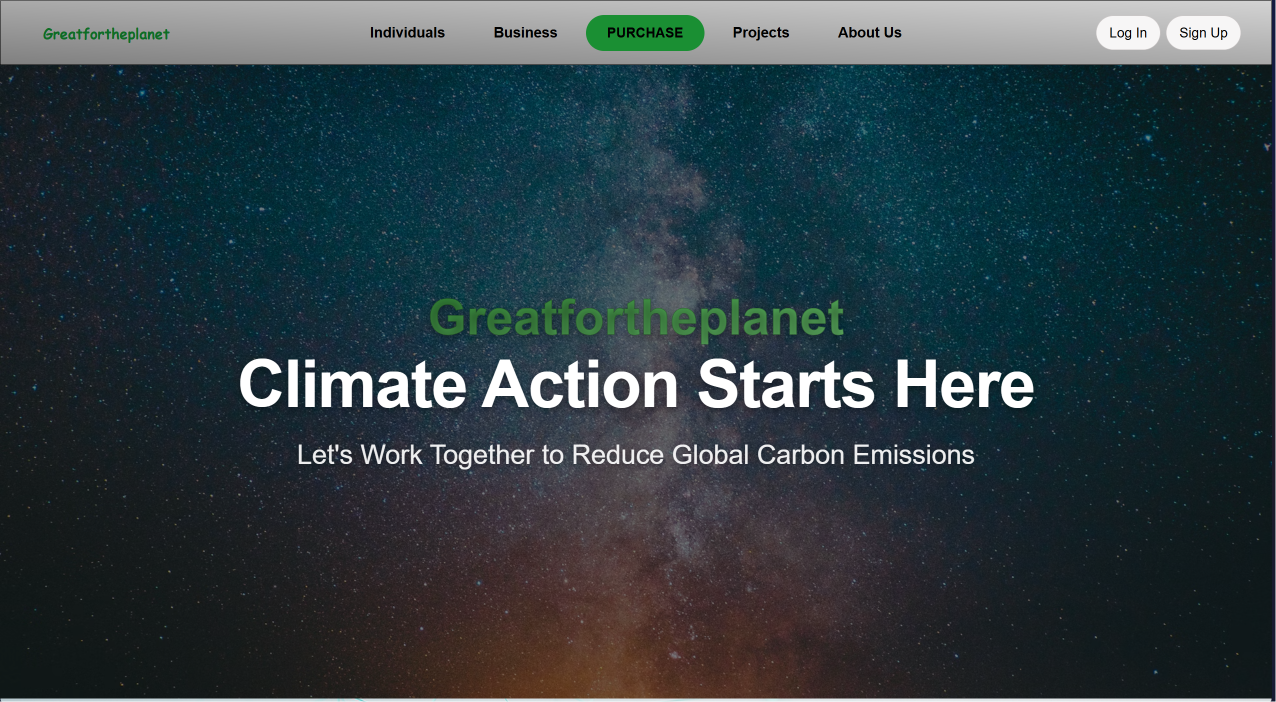 Greatfortheplanet
Individuals
Business
PURCHASE
Projects
About Us
Log In
Sign Up
Greatfortheplanet
Climate Action Starts Here
Let's Work Together to Reduce Global Carbon Emissions